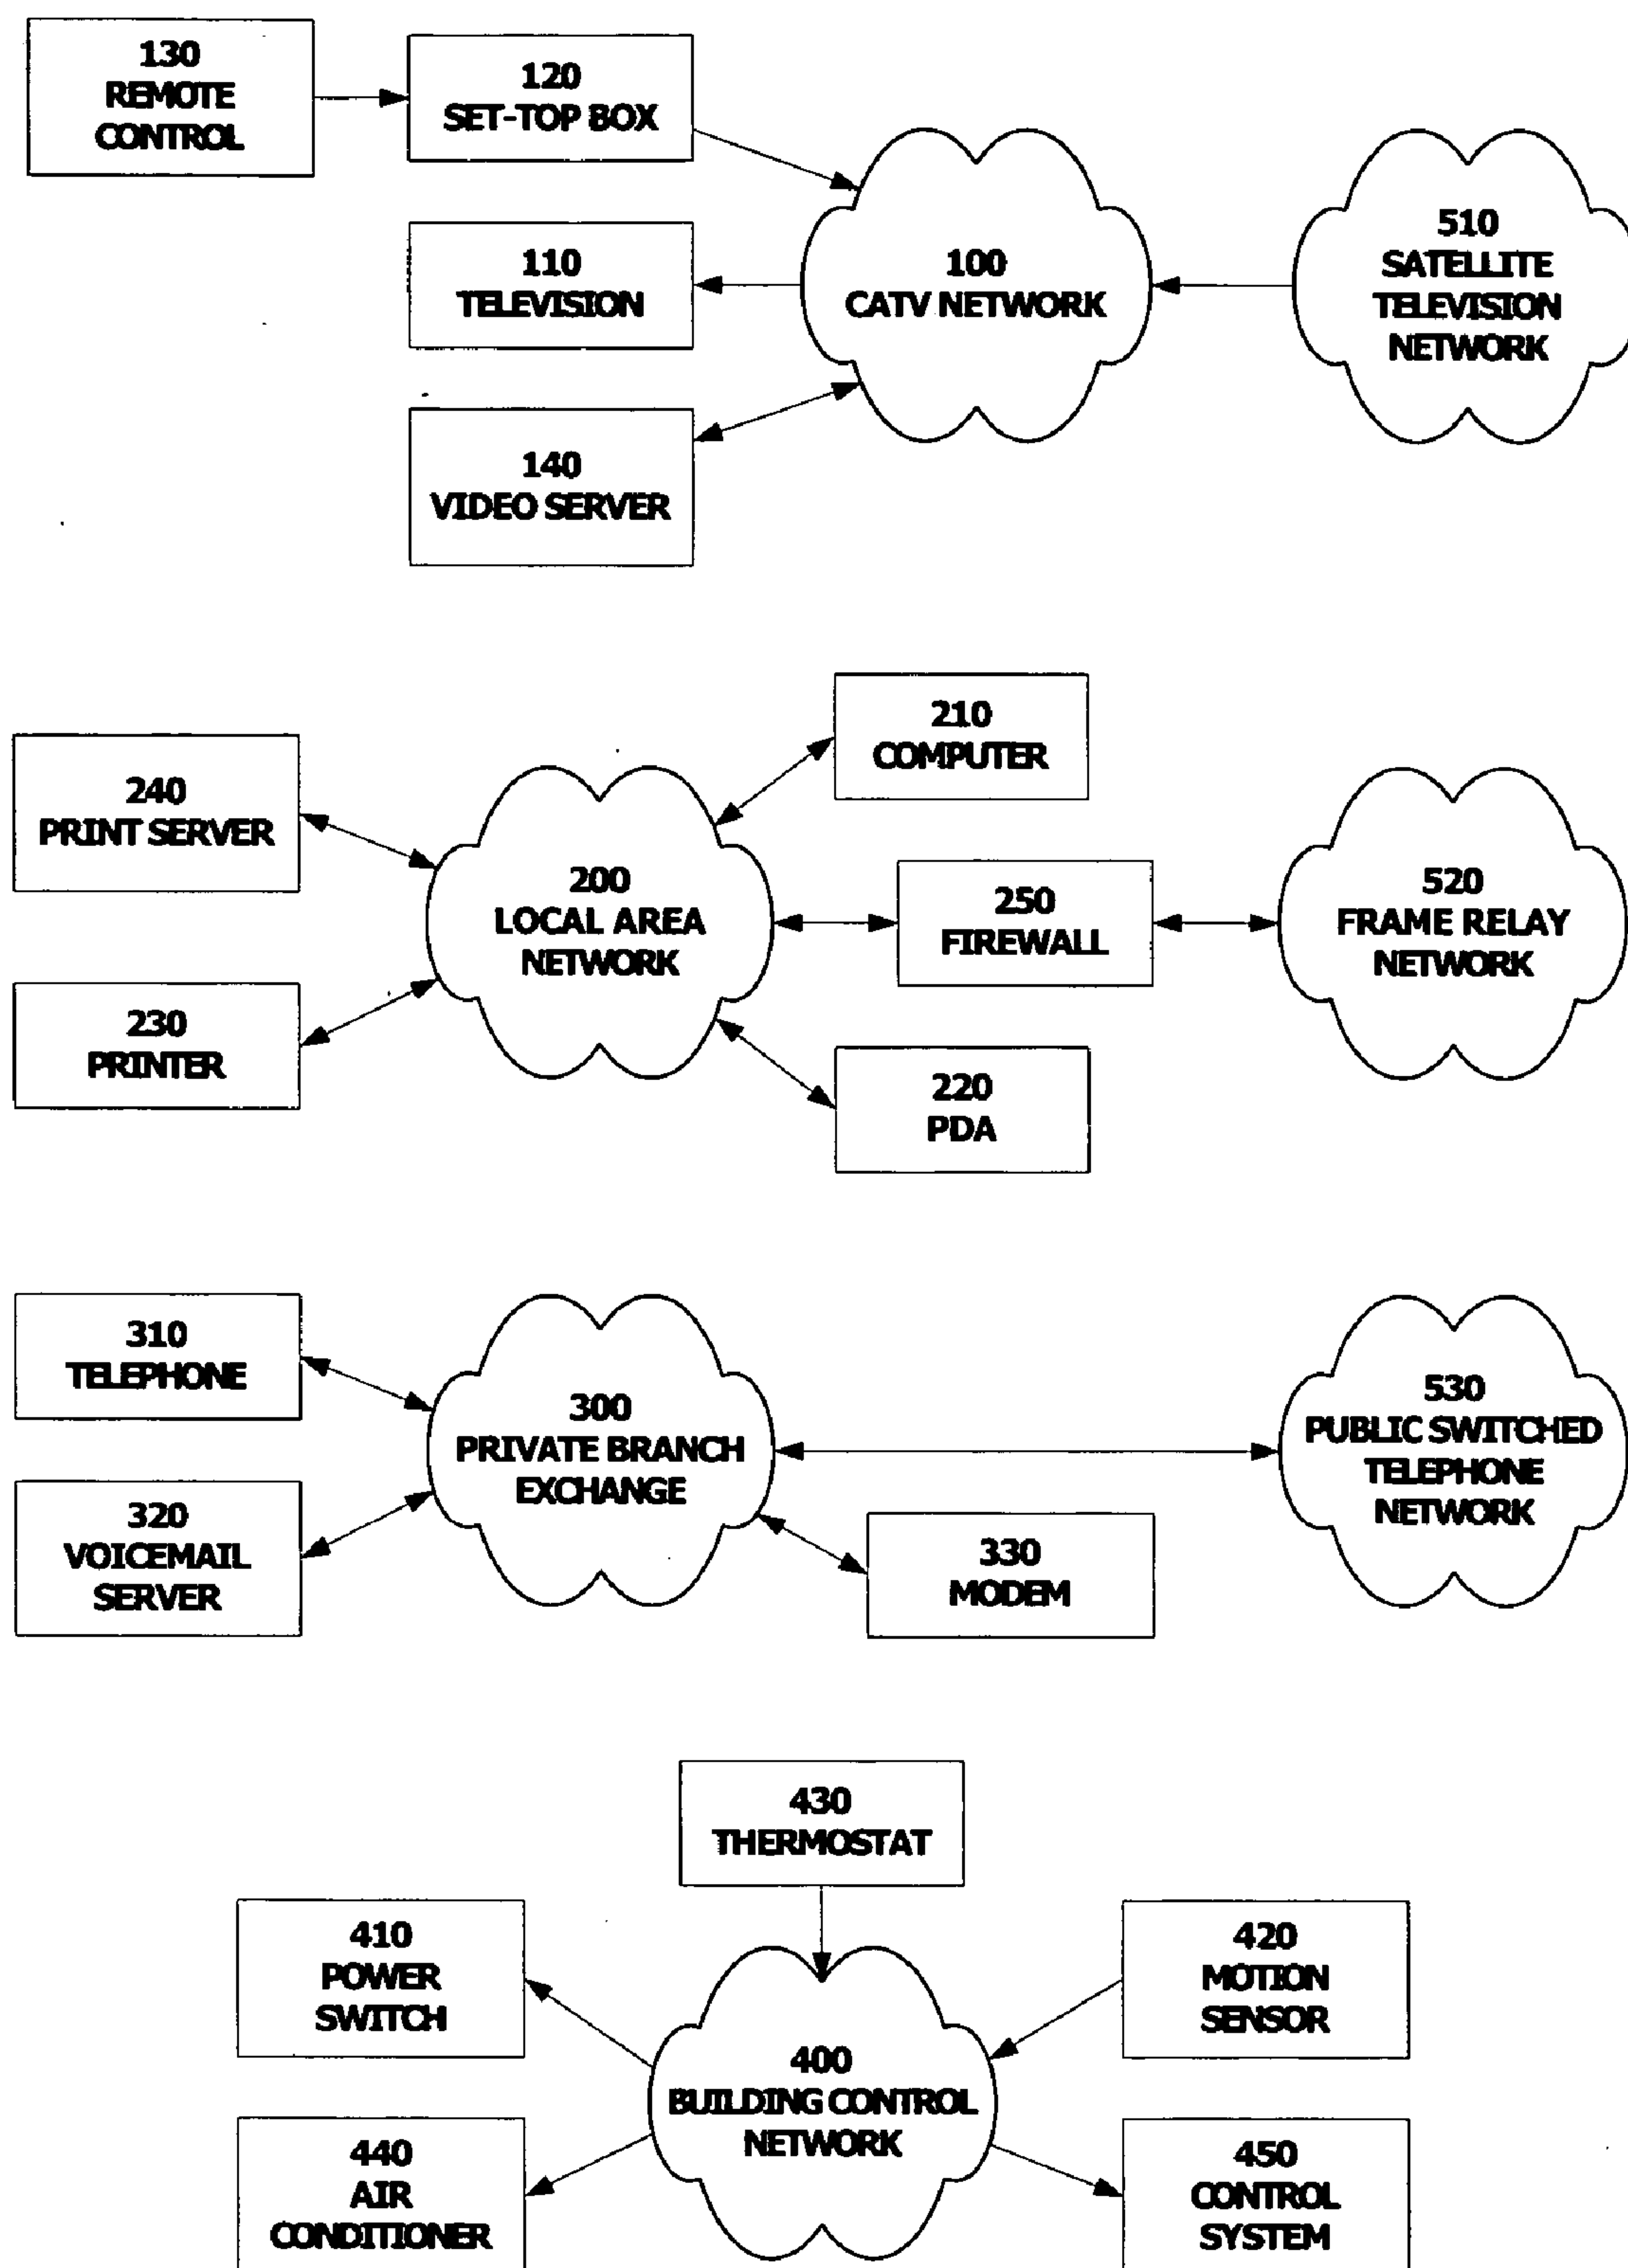 130
REMOTE
CONTROL
120
SET-TOP BOX
110
TELEVISION
100
CATV NETWORK
510
SATELLITE
TELEVISION
NETWORK
140
VIDEO SERVER
210
COMPUTER
240
PRINT SERVER
200
LOCAL AREA
NETWORK
250
FIREWALL
520
FRAME RELAY
NETWORK
230
PRINTER
220
PDA
310
TELEPHONE
300
PRIVATE BRANCH
EXCHANGE
530
PUBLIC SWITCHED
TELEPHONE
NETWORK
320
VOICEMAIL
SERVER
330
MODEM
430
THERMOSTAT
410
POWER
SWITCH
420
MOTION
SENSOR
400
BUILDING CONTROL
NETWORK
440
AIR
CONDITIONER
450
CONTROL
SYSTEM